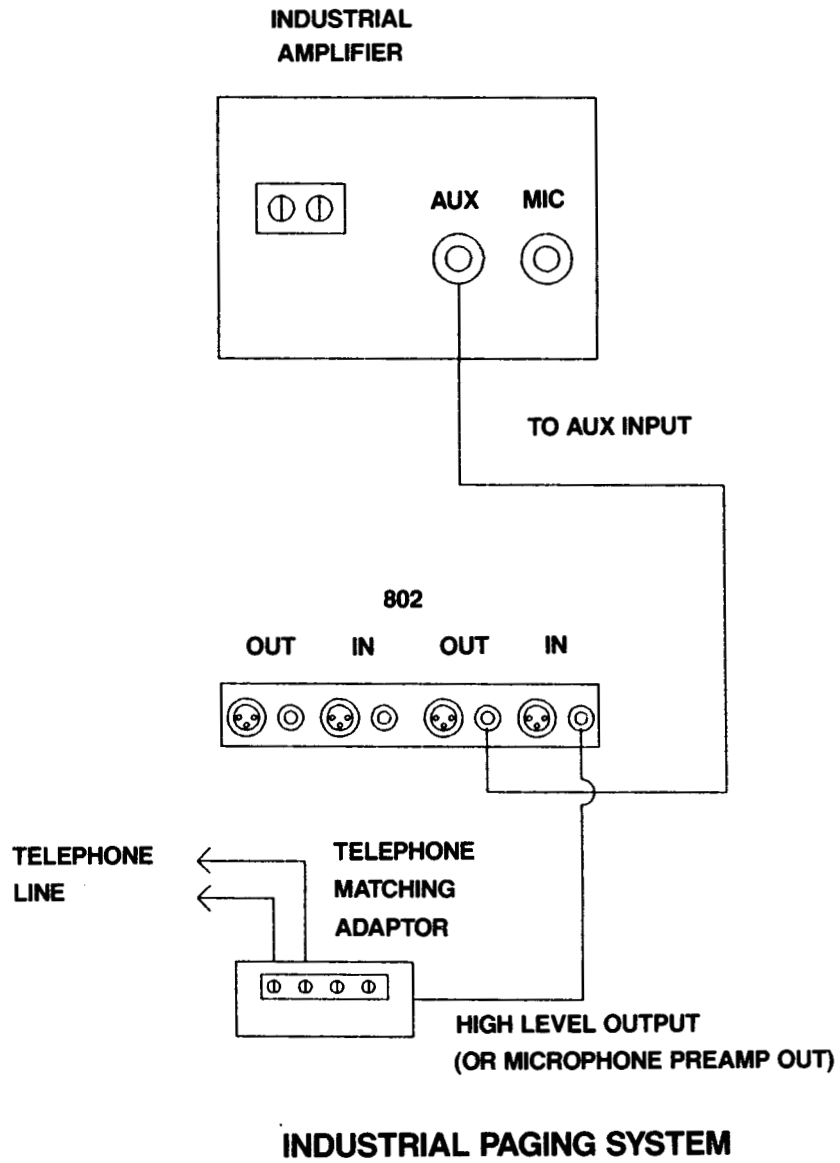 INDUSTRIAL
AMPLIFIER
AUX MIC
TO AUX INPUT
802
OUT IN OUT IN
TELEPHONE
LINE
TELEPHONE
MATCHING
ADAPTOR
HIGH LEVEL OUTPUT
(OR MICROPHONE PREAMP OUT)
INDUSTRIAL PAGING SYSTEM